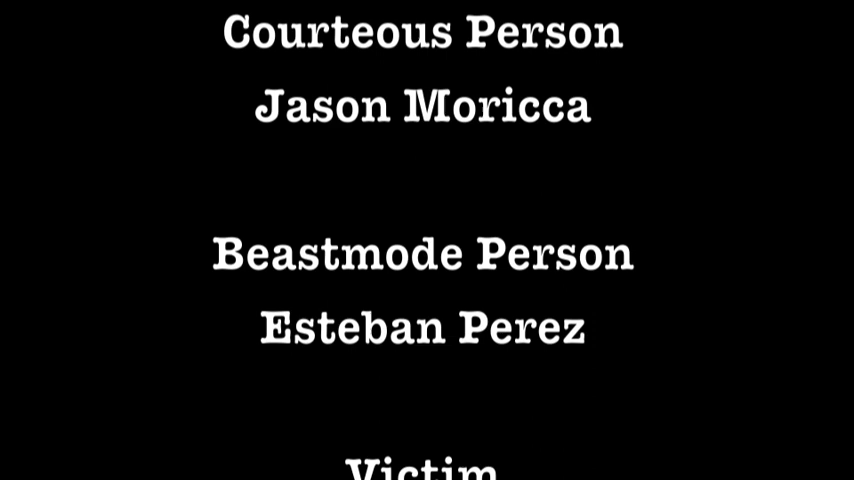 Courteous Person
Jason Moricca
Beastmode Person
Esteban Perez
Victim